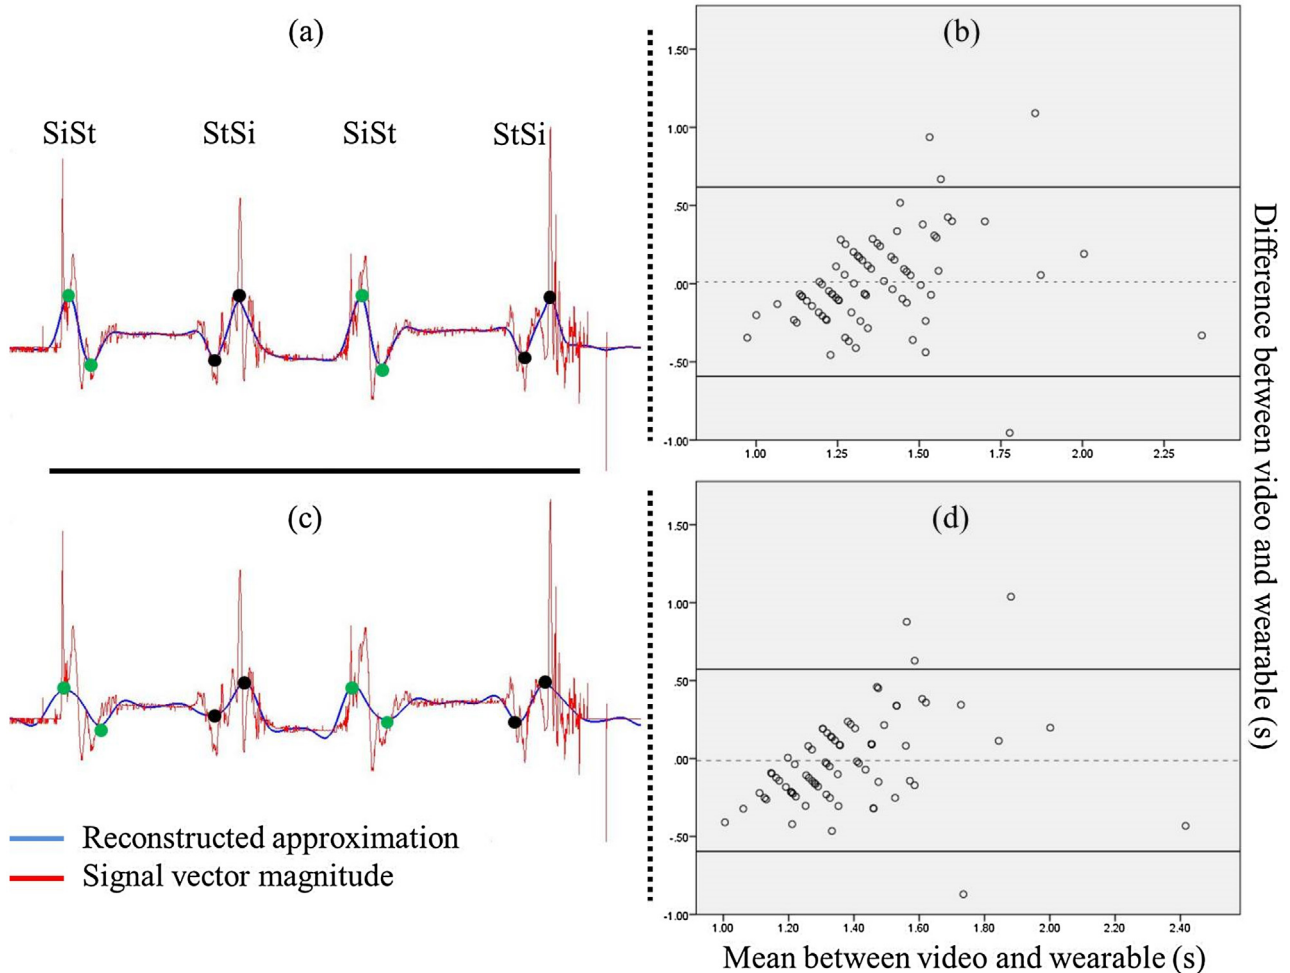 (a)
SiSt
StSi
SiSt
StSi
(b)
1.50
1.00
.50
.00
-.50
-1.00
1.00
1.25
1.50
1.75
2.00
2.25
(c)
Reconstructed approximation
Signal vector magnitude
(d)
1.50
1.00
.50
.00
-.50
-1.00
1.00
1.20
1.40
1.60
1.80
2.00
2.20
2.40
Mean between video and wearable (s)
Difference between video and wearable (s)